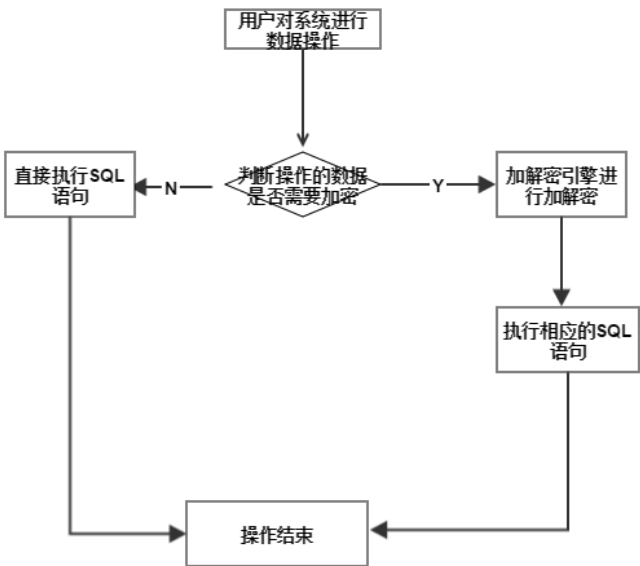 用户对系统进行
数据操作
直接执行SQL
语句
N
判断操作的数据
是否需要加密
Y
加解密引擎进
行加解密
执行相应的SQL
语句
操作结束